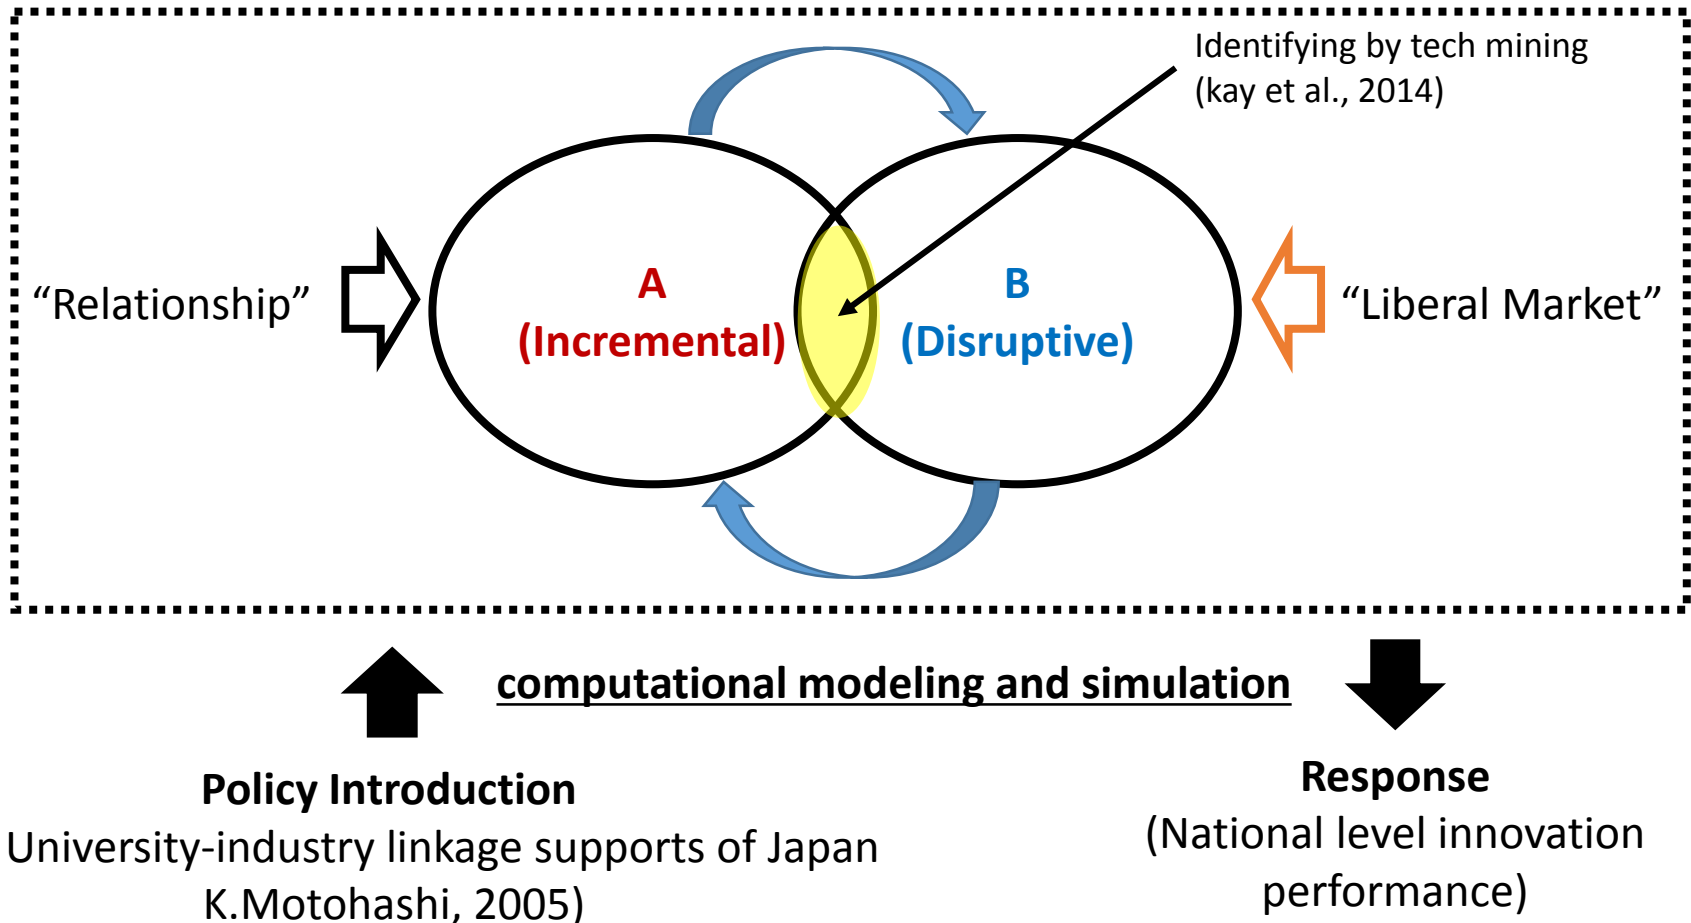 Identifying by tech mining
(kay et al., 2014)
“Relationship”
A
(Incremental)
B
(Disruptive)
“Liberal Market”
computational modeling and simulation
Policy Introduction
University-industry linkage supports of Japan
K.Motohashi, 2005)
Response
(National level innovation
performance)